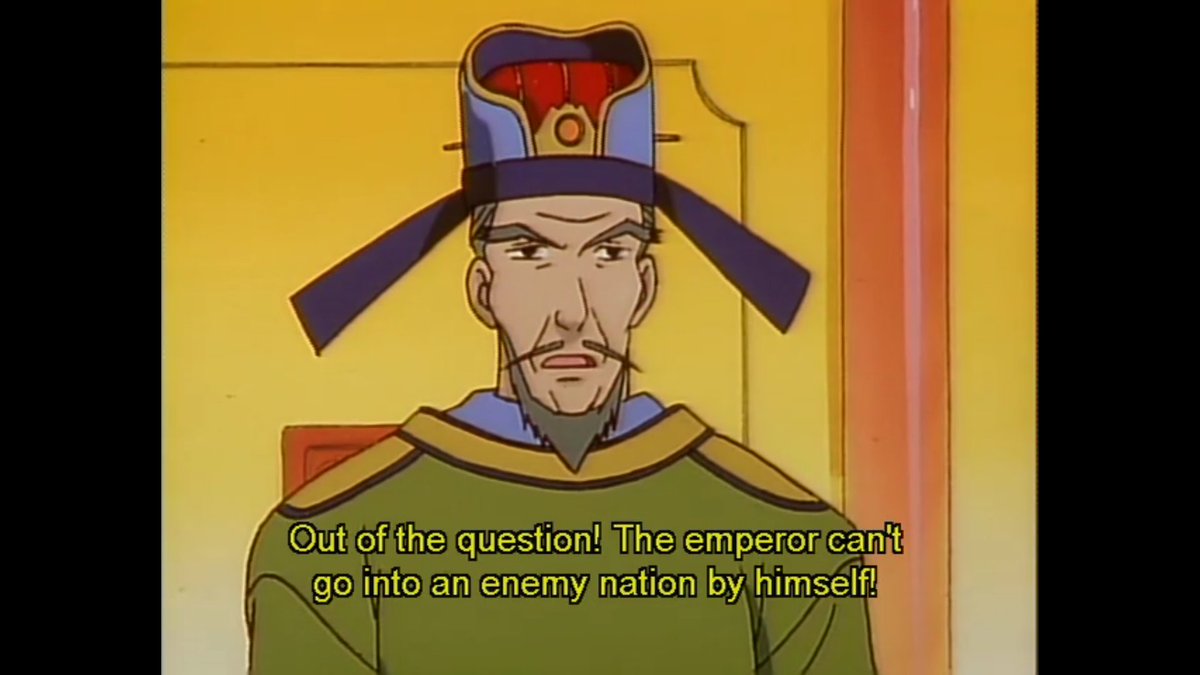 Out of the question! The emperor can't
go into an enemy nation by himself!